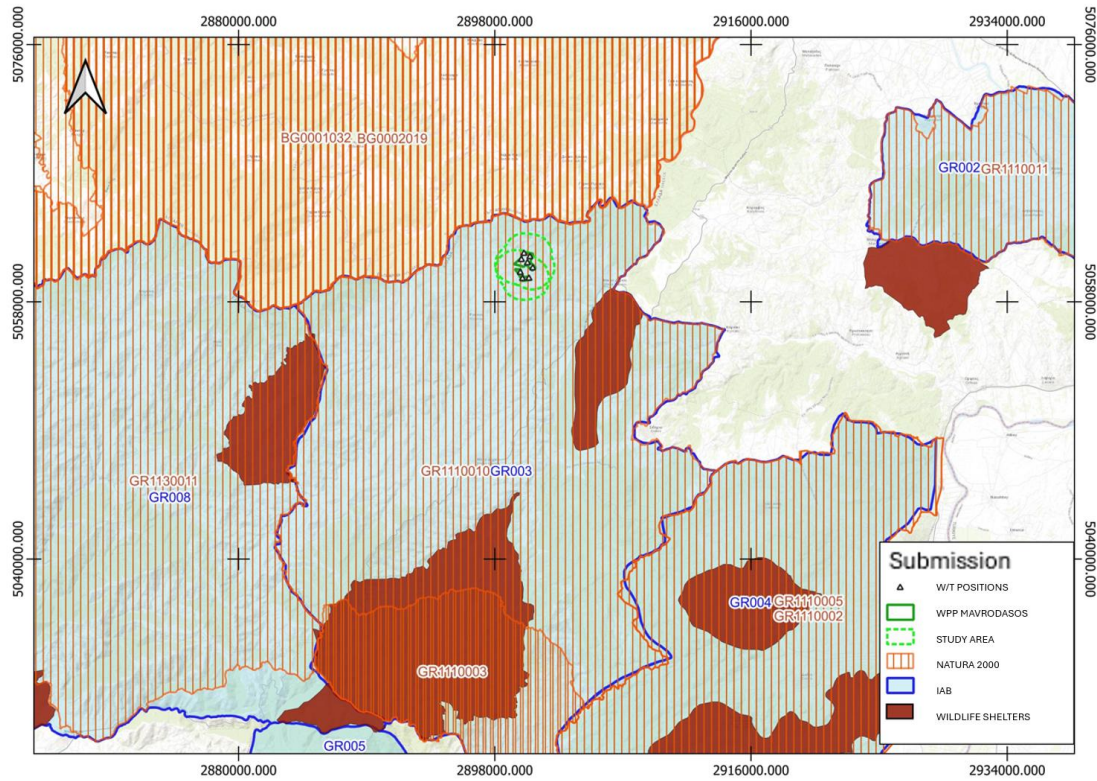 2880000.000 2898000.000 2916000.000 2934000.000
5076000.000 5076000.000
BG0001032 BG0002019
GR002 GR1110011
5058000.000 5058000.000
GR1130011
GR008
GR1110010 GR003
5040000.000 5040000.000
GR004 GR1110005
GR1110002
GR1110003
GR005
Submission
W/T POSITIONS
WPP MAVRODASOS
STUDY AREA
NATURA 2000
IAB
WILDLIFE SHELTERS
2880000.000 2898000.000 2916000.000 2934000.000